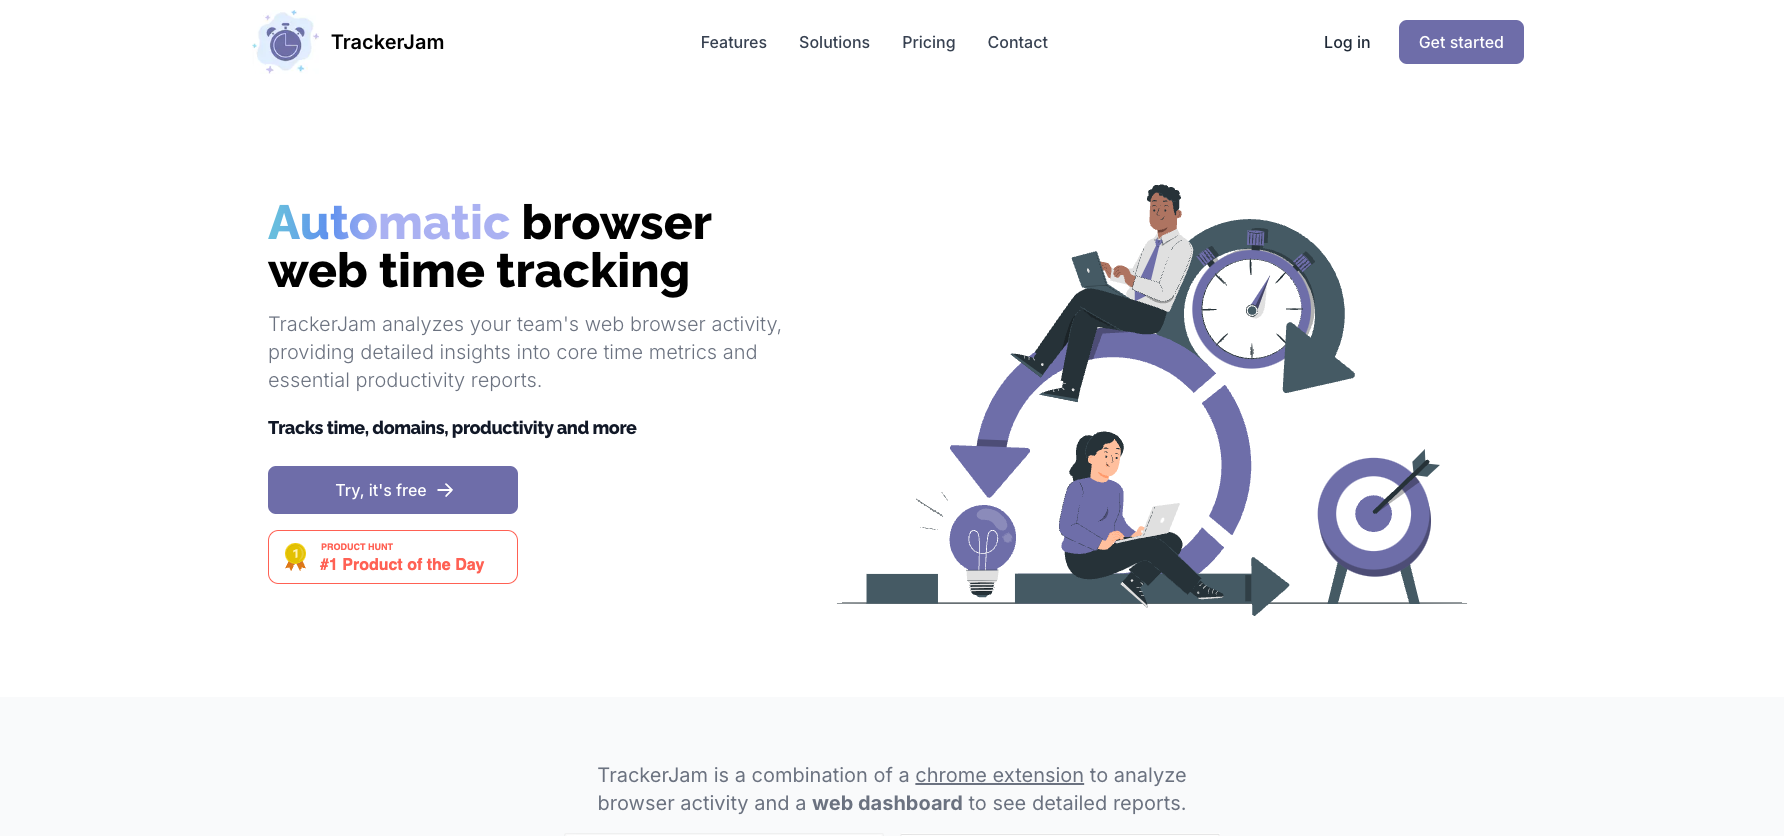 TrackerJam
Features
Solutions
Pricing
Contact
Log in
Get started
Automatic browser
web time tracking
TrackerJam analyzes your team's web browser activity,
providing detailed insights into core time metrics and
essential productivity reports.
Tracks time, domains, productivity and more
Try, it's free →
1
PRODUCT HUNT
#1 Product of the Day
TrackerJam is a combination of a chrome extension to analyze
browser activity and a web dashboard to see detailed reports.